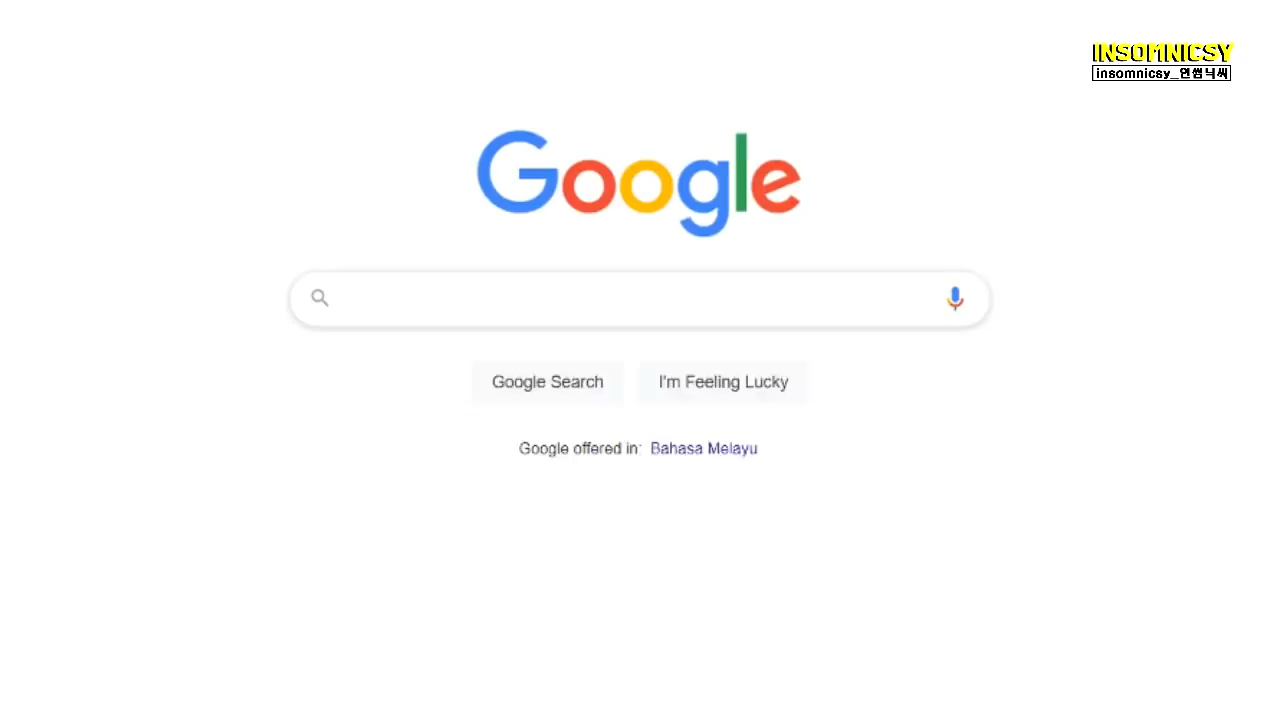 INSOMNICSY
insomnicsy_인썸닉씨
Google
Google Search
I'm Feeling Lucky
Google offered in: Bahasa Melayu